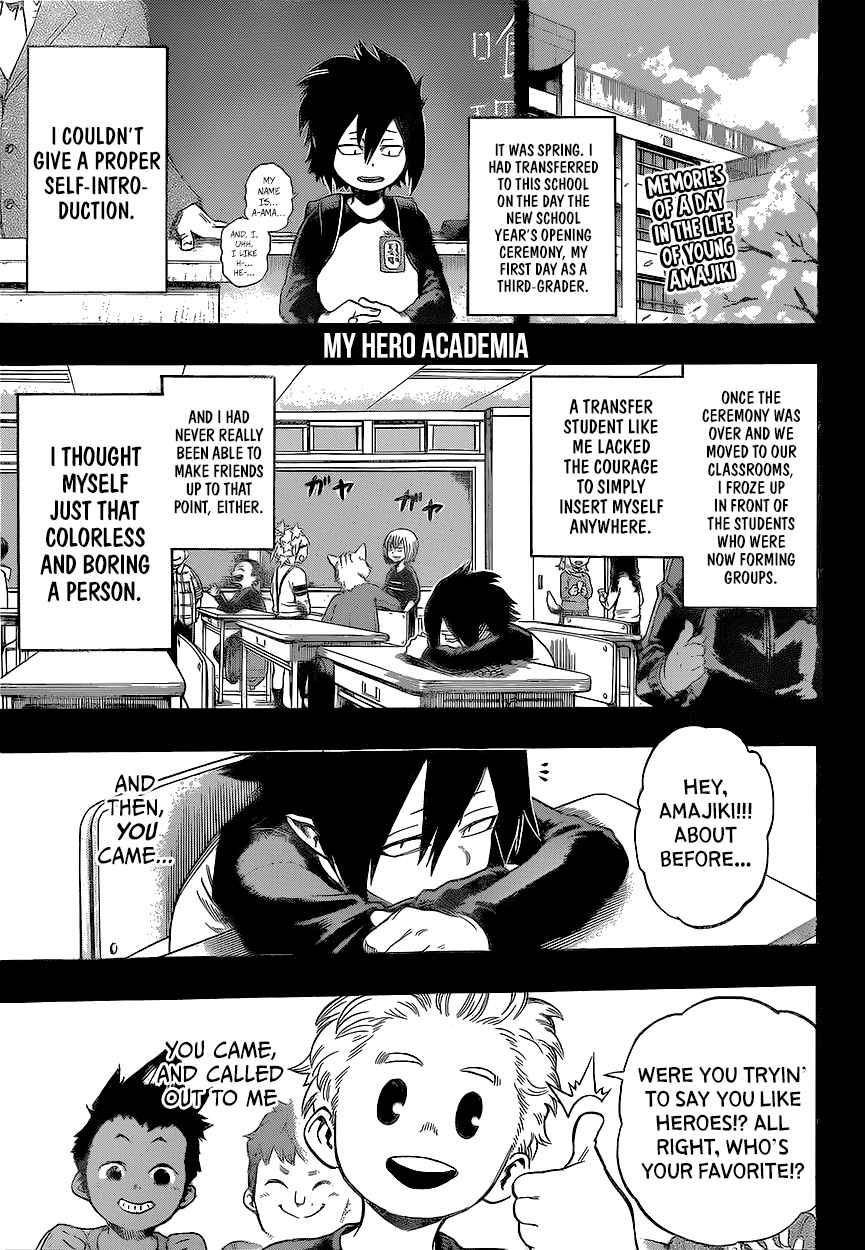 MEMORIES
OF A DAY
IN THE LIFE
OF YOUNG
AMAJIKI
IT WAS SPRING. I
HAD TRANSFERRED
TO THIS SCHOOL
ON THE DAY THE
NEW SCHOOL
YEAR'S OPENING
CEREMONY, MY
FIRST DAY AS A
THIRD-GRADER.
MY
NAME
IS...
A-AMA...
AND, I,
UHH,
I LIKE
H-...
HE-...
I COULDN'T
GIVE A PROPER
SELF-INTRO-
DUCTION.
MY HERO ACADEMIA
ONCE THE
CEREMONY WAS
OVER AND WE
MOVED TO OUR
CLASSROOMS,
I FROZE UP
IN FRONT OF
THE STUDENTS
WHO WERE
NOW FORMING
GROUPS.
A TRANSFER
STUDENT LIKE
ME LACKED
THE COURAGE
TO SIMPLY
INSERT MYSELF
ANYWHERE.
ガヤ
ガヤ
AND I HAD
NEVER REALLY
BEEN ABLE TO
MAKE FRIENDS
UP TO THAT
POINT, EITHER.
I THOUGHT
MYSELF
JUST THAT
COLORLESS
AND BORING
A PERSON.
HEY,
AMAJIKI!!!
ABOUT
BEFORE...
AND
THEN,
YOU
CAME...
WERE YOU TRYIN'
TO SAY YOU LIKE
HEROES!? ALL
RIGHT, WHO'S
YOUR FAVORITE!?
YOU CAME,
AND CALLED
OUT TO ME